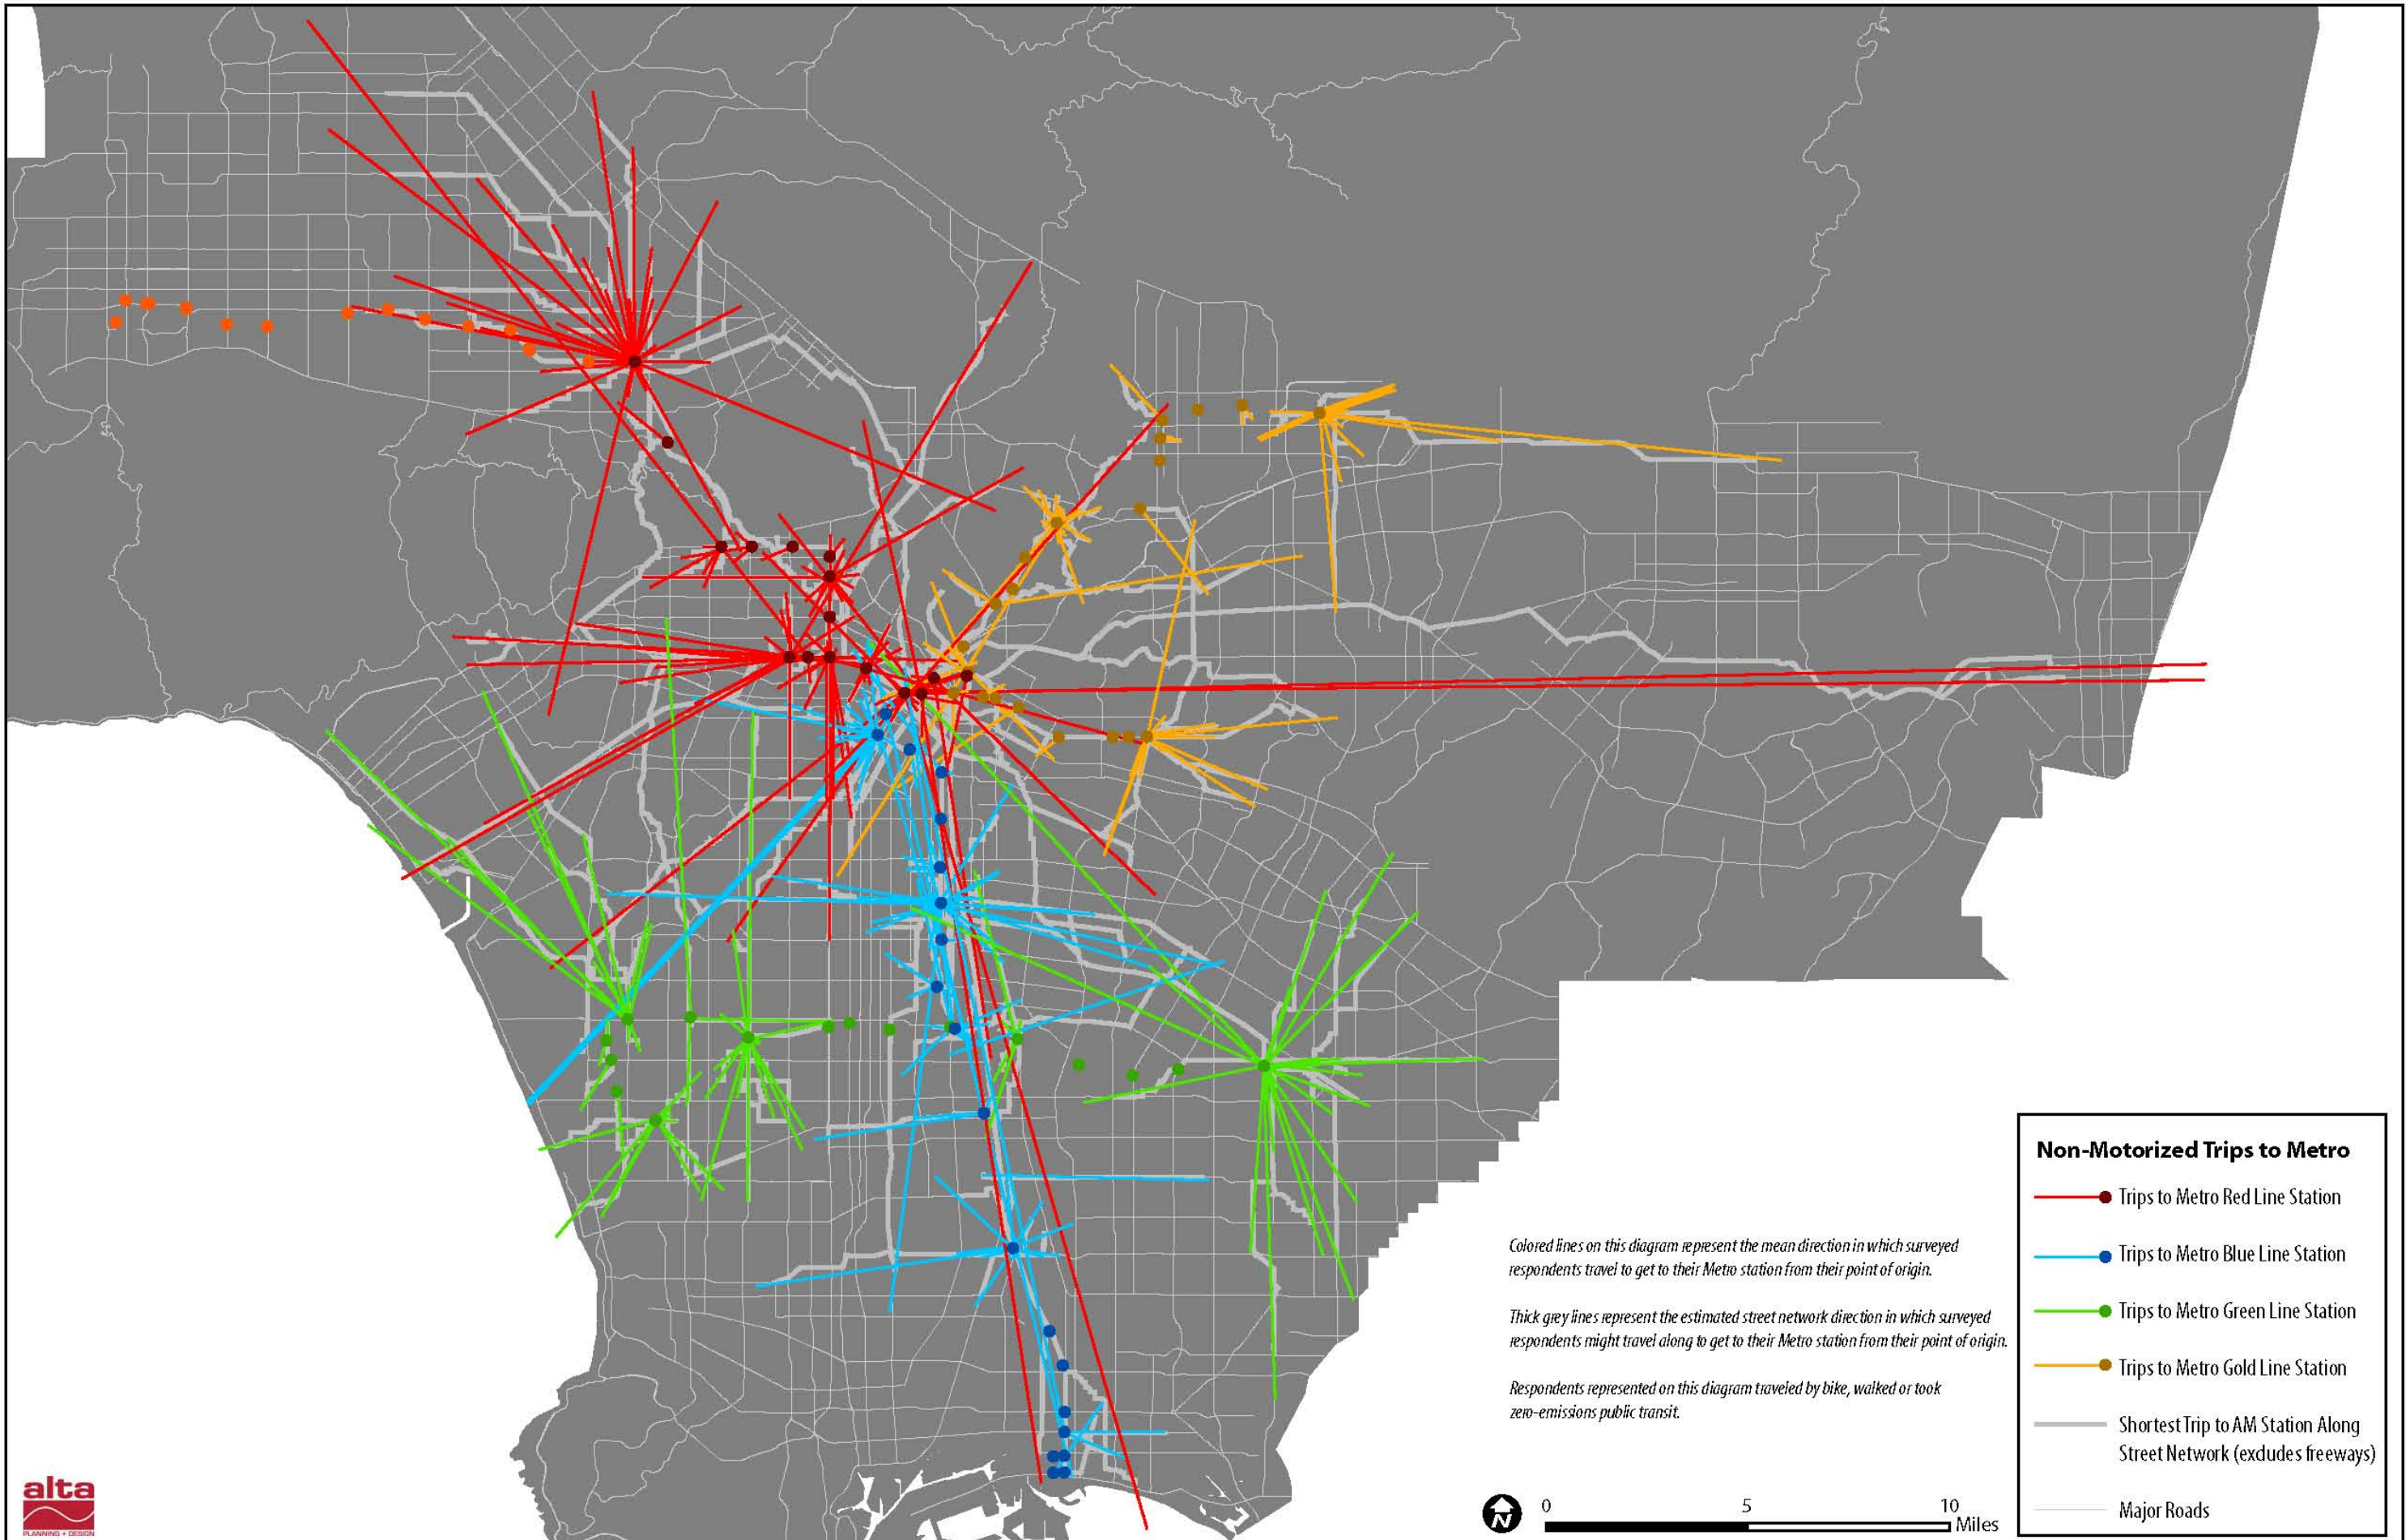 Non-Motorized Trips to Metro
Trips to Metro Red Line Station
Trips to Metro Blue Line Station
Trips to Metro Green Line Station
Trips to Metro Gold Line Station
Shortest Trip to AM Station Along
Street Network (excludes freeways)
Major Roads
Colored lines on this diagram represent the mean direction in which surveyed
respondents travel to get to their Metro station from their point of origin.
Thick grey lines represent the estimated street network direction in which surveyed
respondents might travel along to get to their Metro station from their point of origin.
Respondents represented on this diagram traveled by bike, walked or took
zero-emissions public transit.
N
0 5 10
Miles
alta
PLANNING + DESIGN